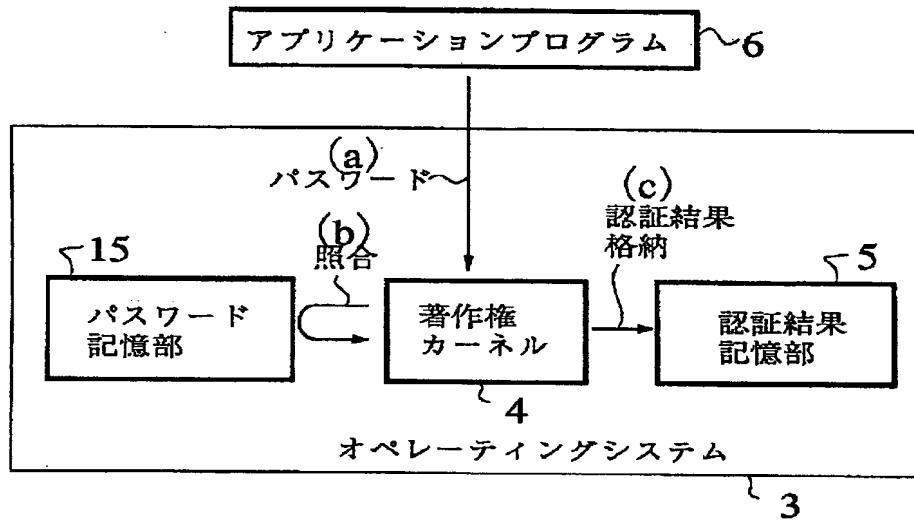 アプリケーションプログラム
6
(a)
パスワード
(c)
認証結果
格納
(b)
照合
15
パスワード
記憶部
著作権
カーネル
4
5
認証結果
記憶部
オペレーティングシステム
3